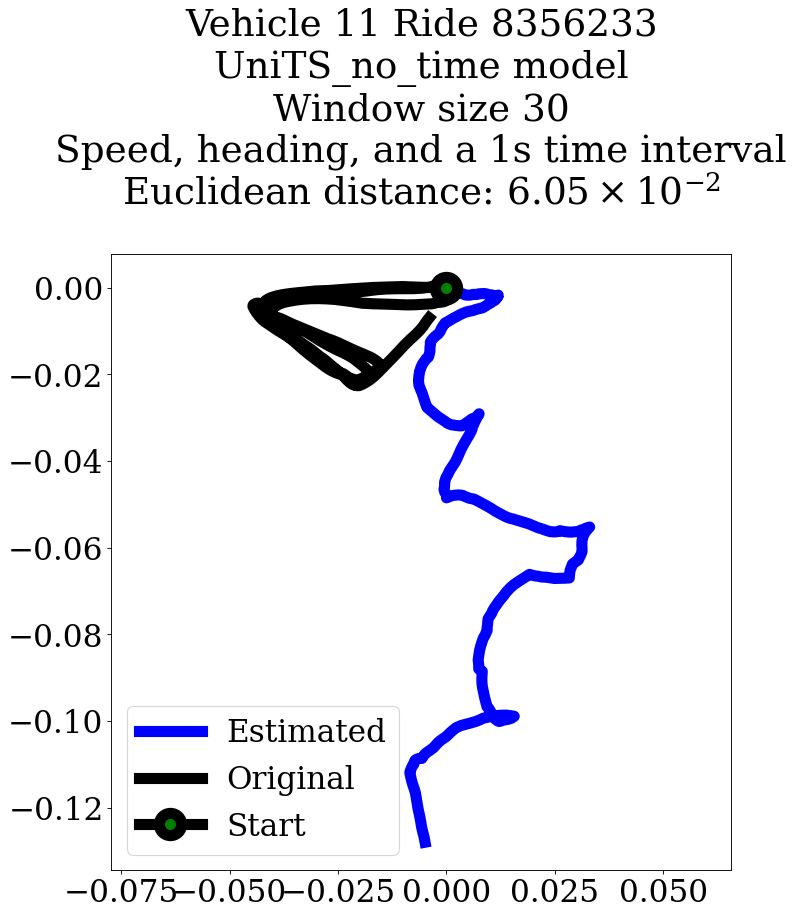 Vehicle 11 Ride 8356233
UniTS_no_time model
Window size 30
Speed, heading, and a 1s time interval
Euclidean distance: 6.05 × 10⁻²
0.00
−0.02
−0.04
−0.06
−0.08
−0.10
−0.12
Estimated
Original
Start
−0.075 −0.050 −0.025 0.000 0.025 0.050